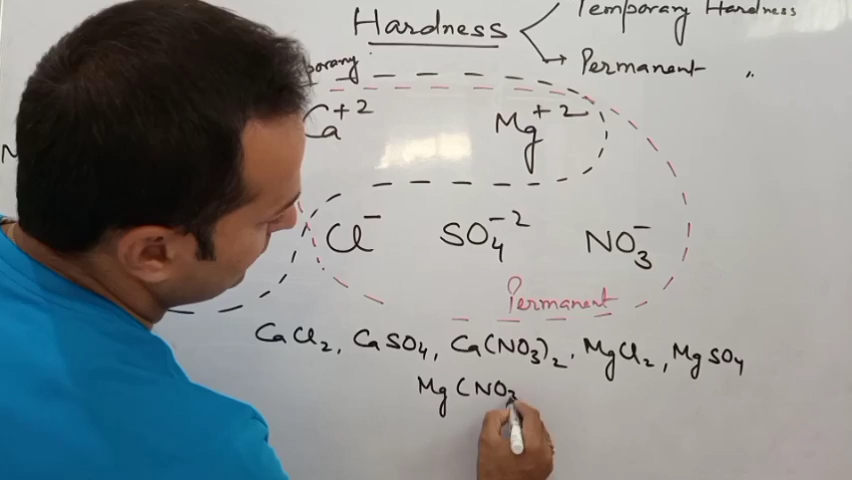 Hardness
Temporary Hardness
Permanent "
porary
Ca+2 Mg+2
Cl- SO4-2 NO3-
Permanent
CaCl2, CaSO4, Ca(NO3)2, MgCl2, MgSO4
Mg(NO3